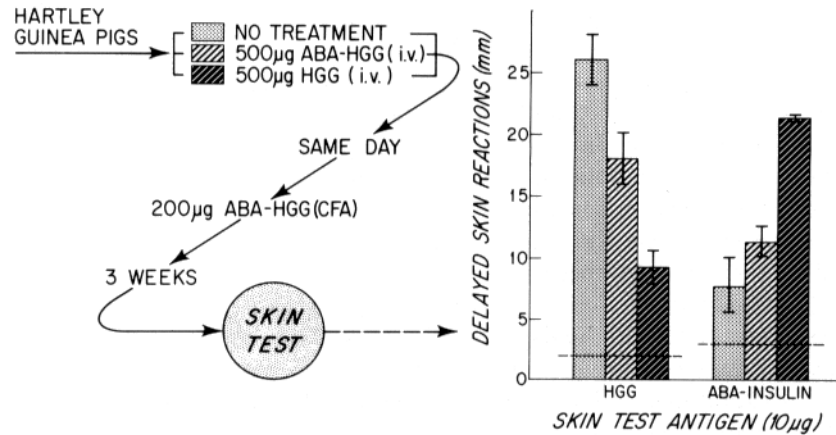 HARTLEY
GUINEA PIGS
NO TREATMENT
500µg ABA-HGG (i.v.)
500µg HGG (i.v.)
SAME DAY
200µg ABA-HGG(CFA)
3 WEEKS
SKIN
TEST
DELAYED SKIN REACTIONS (mm)
25
20
15
10
5
0
HGG
ABA-INSULIN
SKIN TEST ANTIGEN (10µg)